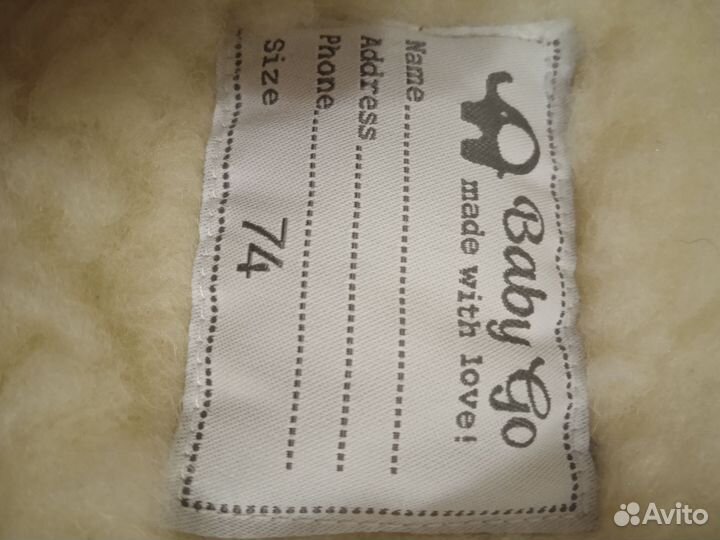 Baby Go
made with love!
Name
Address
Phone
Size 74
Avito